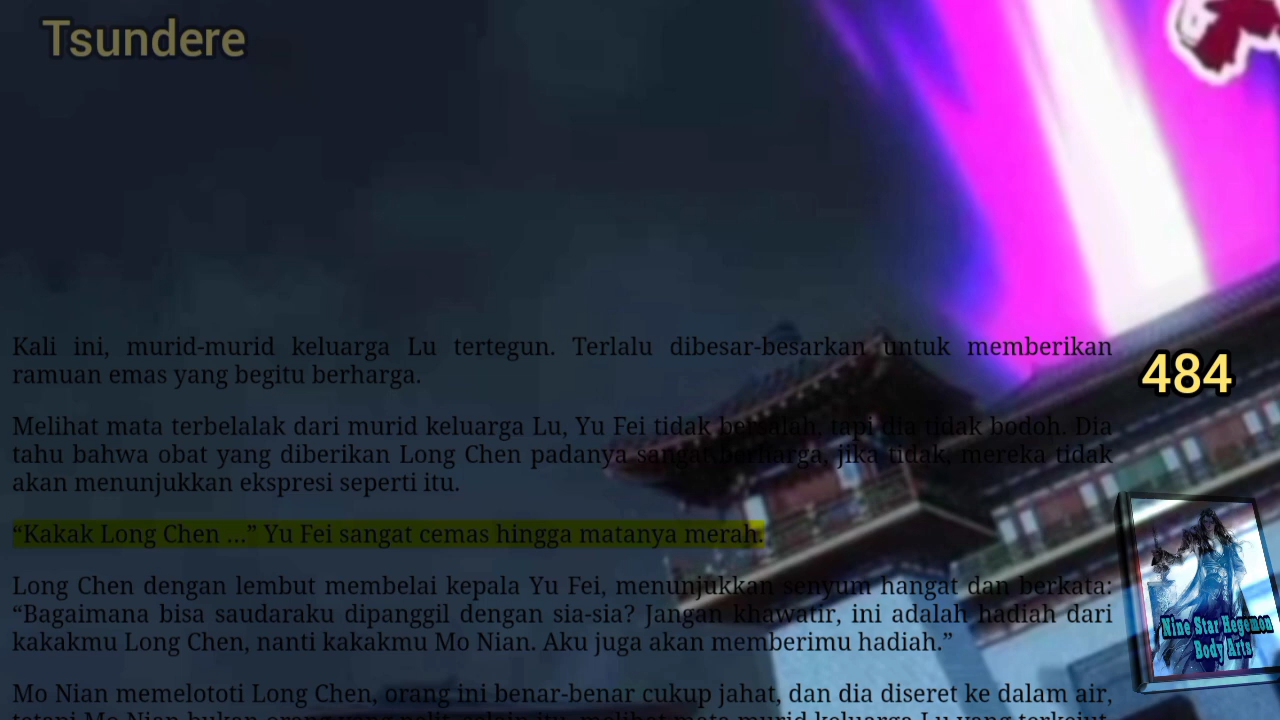 Tsundere
Kali ini, murid-murid keluarga Lu tertegun. Terlalu dibesar-besarkan untuk memberikan
ramuan emas yang begitu berharga.
484
Melihat mata terbelalak dari murid keluarga Lu, Yu Fei tidak bersalah, tapi dia tidak bodoh. Dia
tahu bahwa obat yang diberikan Long Chen padanya sangat berharga, jika tidak, mereka tidak
akan menunjukkan ekspresi seperti itu.
“Kakak Long Chen ...” Yu Fei sangat cemas hingga matanya merah.
Long Chen dengan lembut membelai kepala Yu Fei, menunjukkan senyum hangat dan berkata:
“Bagaimana bisa saudaraku dipanggil dengan sia-sia? Jangan khawatir, ini adalah hadiah dari
kakakmu Long Chen, nanti kakakmu Mo Nian. Aku juga akan memberimu hadiah.”
Nine Star Hegemon
Body Arts
Mo Nian memelototi Long Chen, orang ini benar-benar cukup jahat, dan dia diseret ke dalam air,